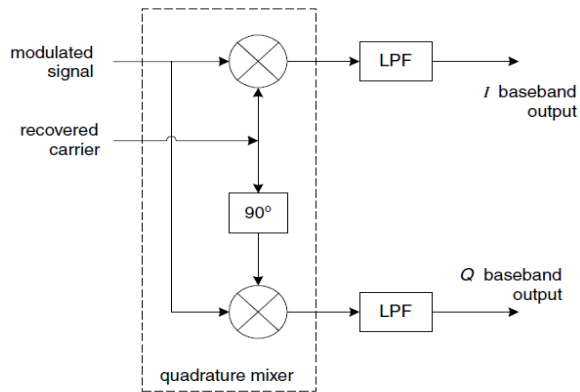 modulated
signal
LPF
I baseband
output
recovered
carrier
90°
Q baseband
output
LPF
quadrature mixer